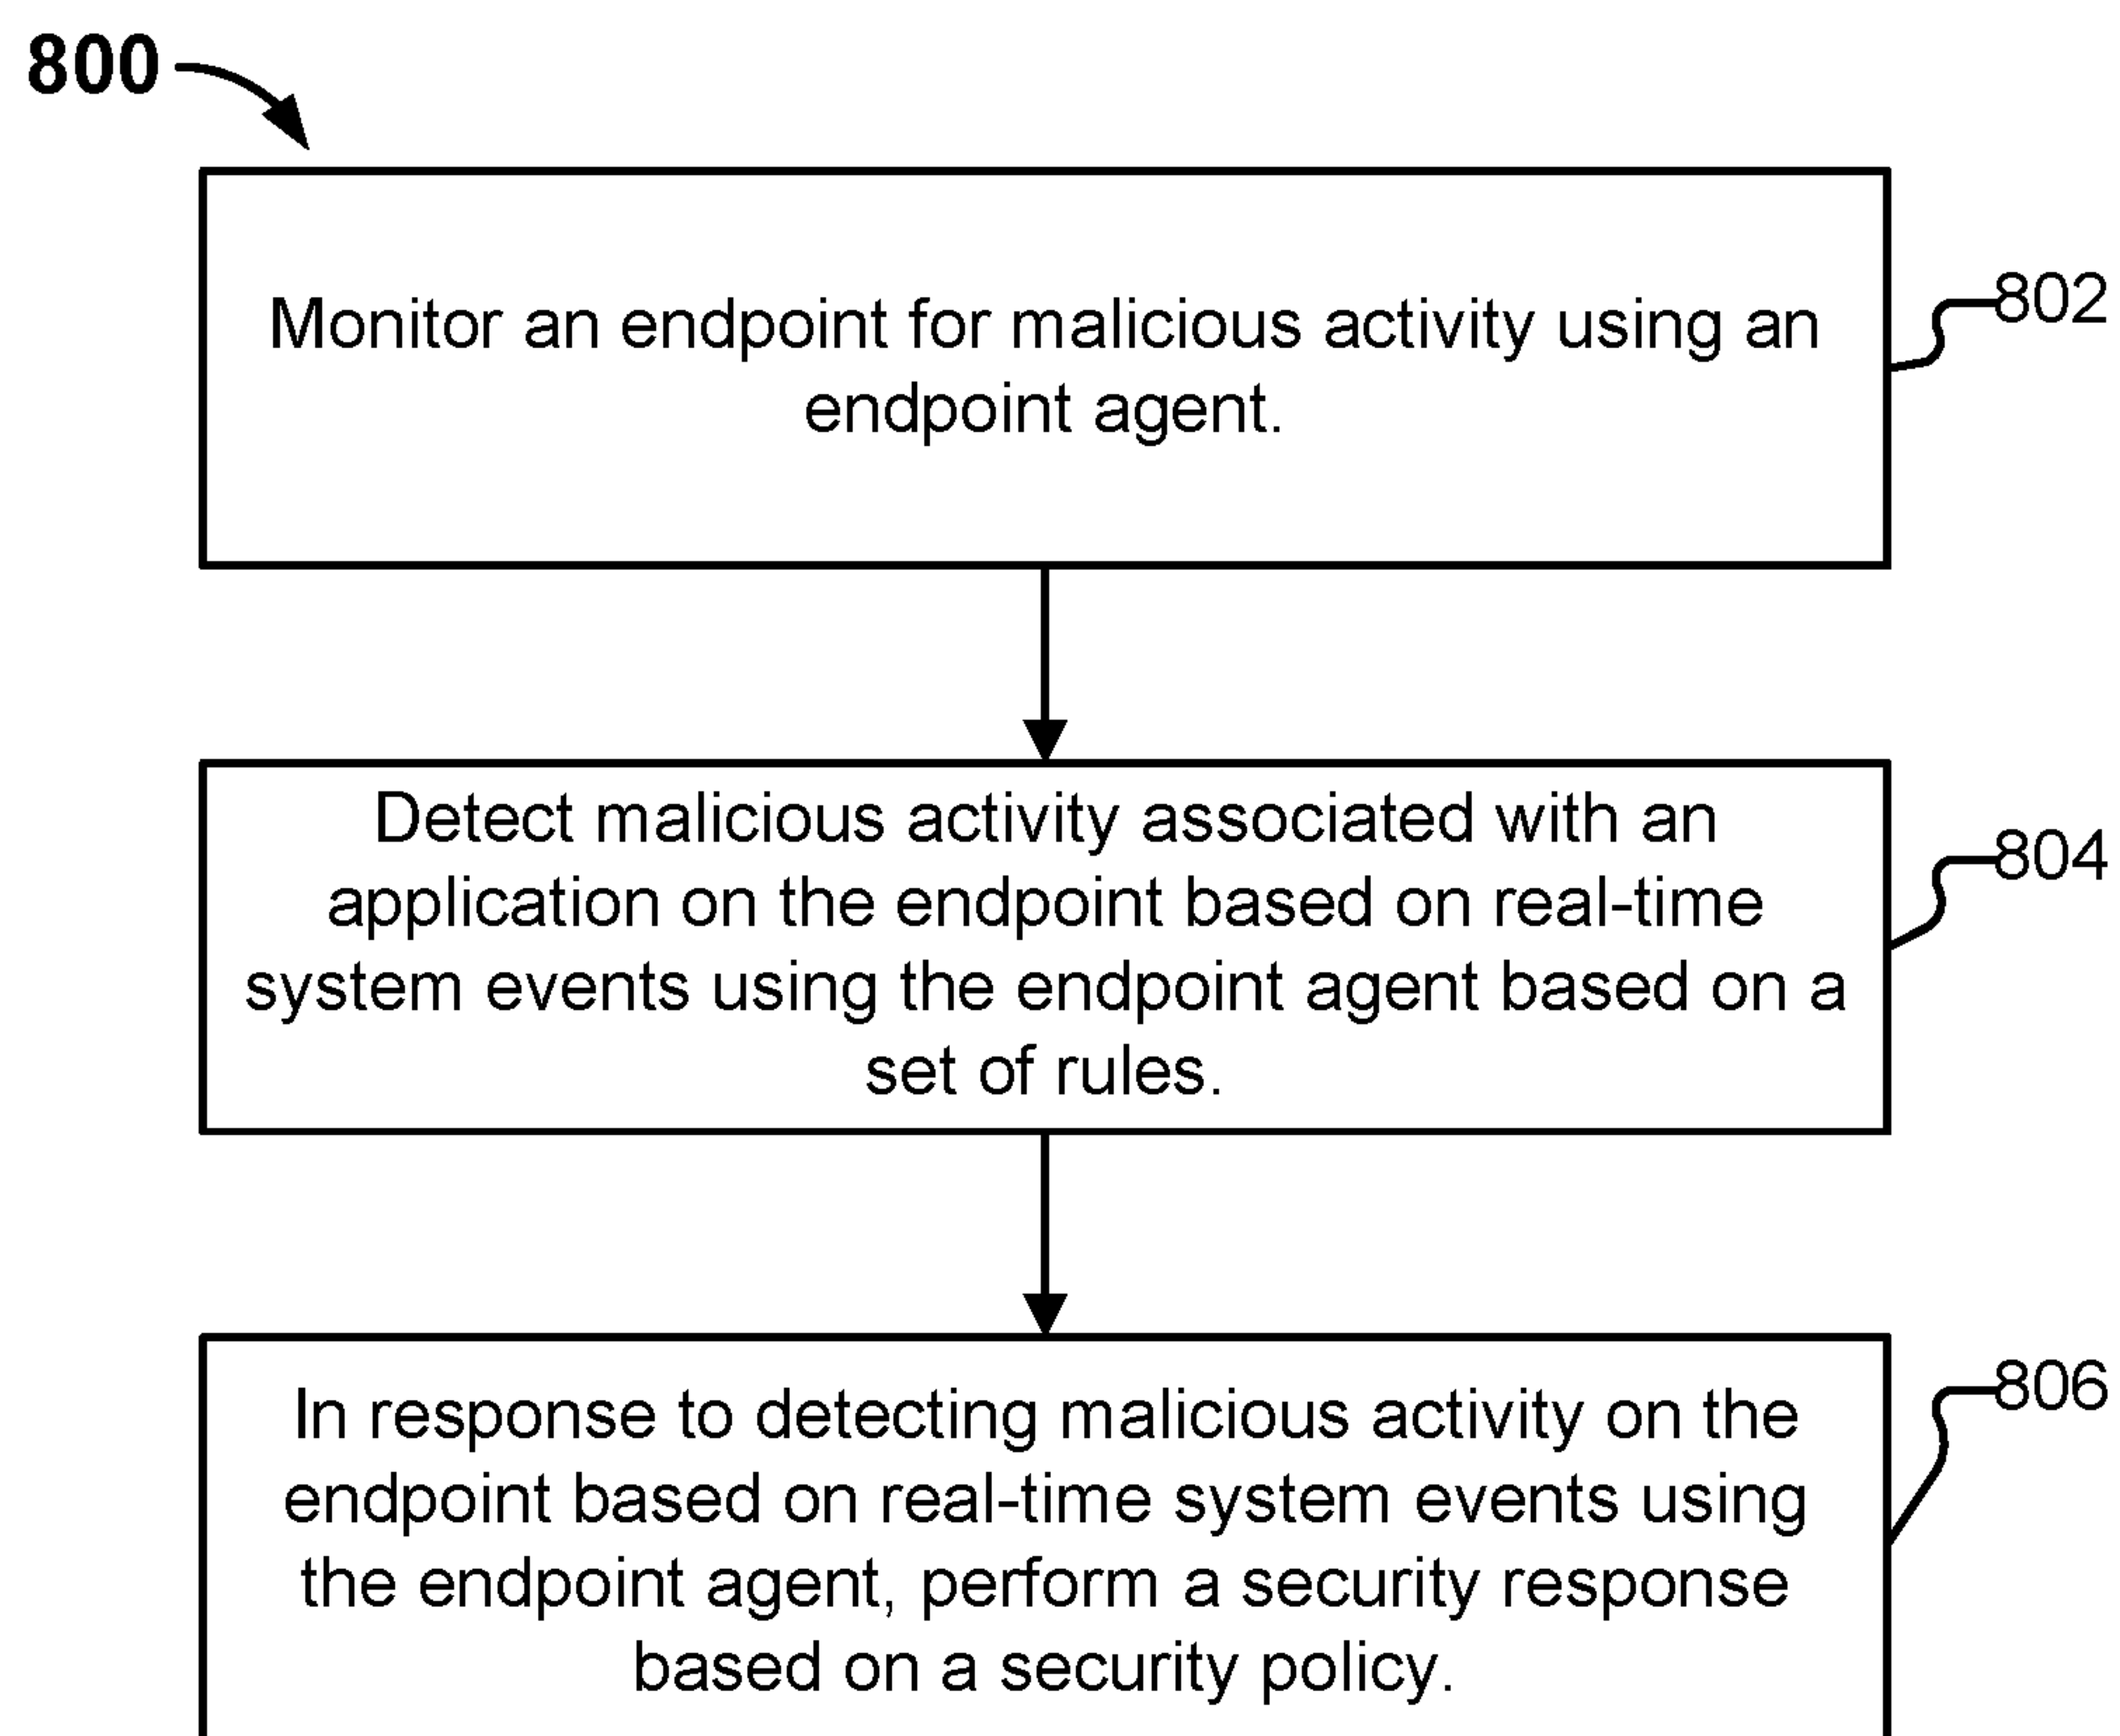 800
Monitor an endpoint for malicious activity using an
endpoint agent.
802
Detect malicious activity associated with an
application on the endpoint based on real-time
system events using the endpoint agent based on a
set of rules.
804
In response to detecting malicious activity on the
endpoint based on real-time system events using
the endpoint agent, perform a security response
based on a security policy.
806